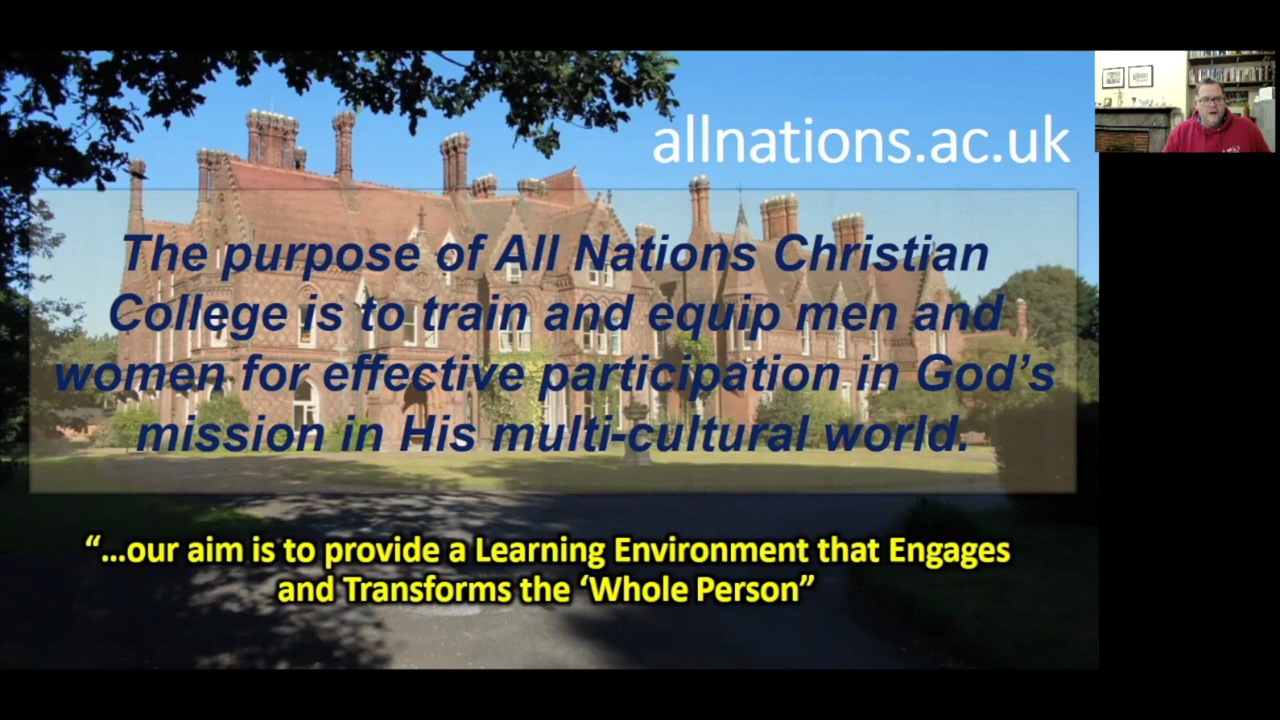 allnations.ac.uk
The purpose of All Nations Christian
College is to train and equip men and
women for effective participation in God’s
mission in His multi-cultural world.
“...our aim is to provide a Learning Environment that Engages
and Transforms the ‘Whole Person”